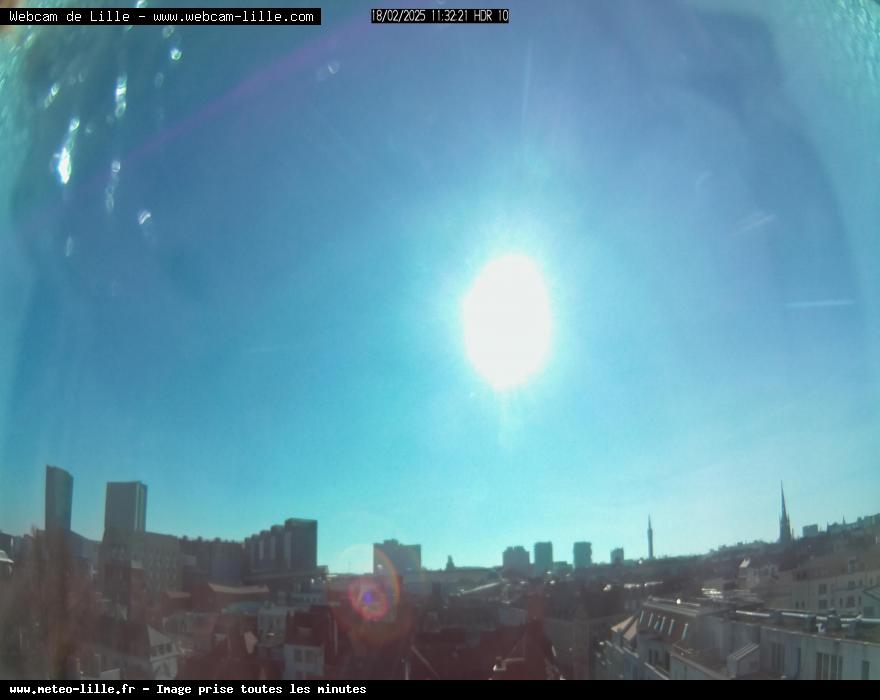 Webcam de Lille - www.webcam-lille.com
18/02/2025 11:32:21 HDR 10
www.meteo-lille.fr - Image prise toutes les minutes